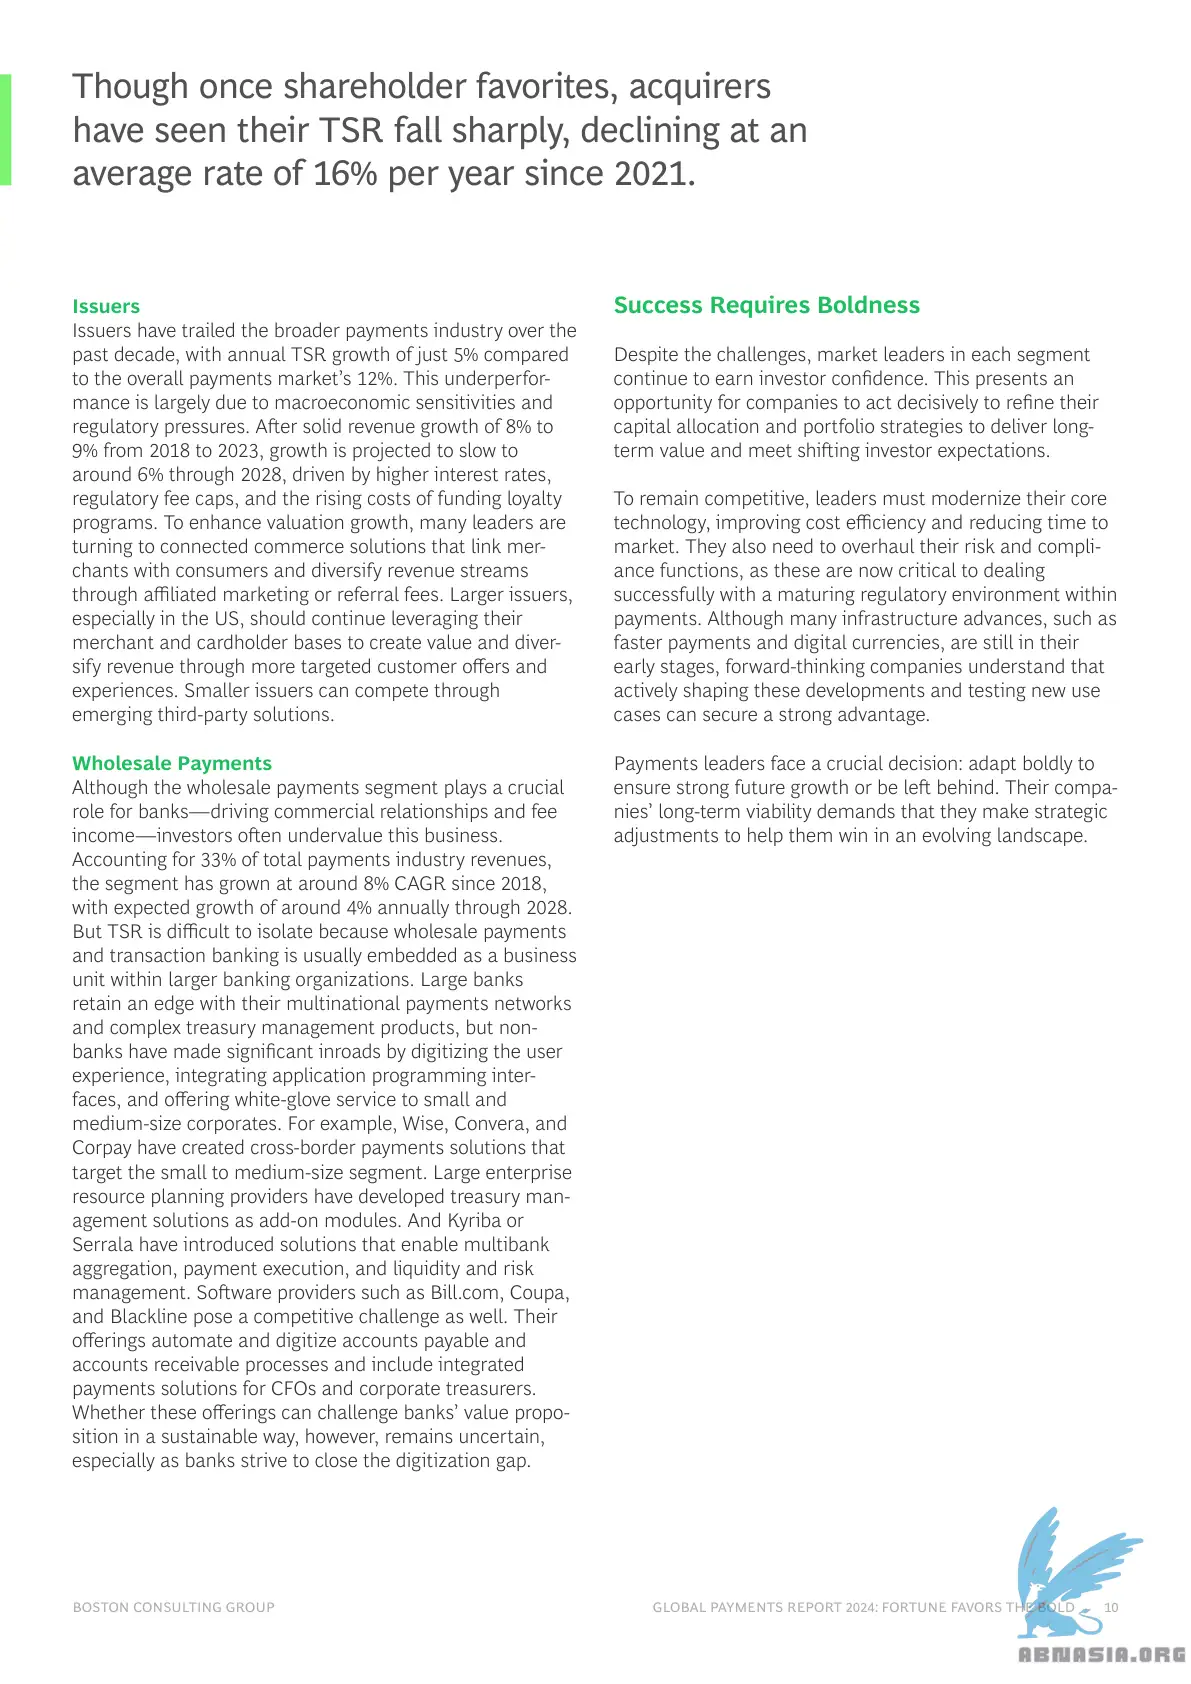 Though once shareholder favorites, acquirers
have seen their TSR fall sharply, declining at an
average rate of 16% per year since 2021.
Issuers
Issuers have trailed the broader payments industry over the
past decade, with annual TSR growth of just 5% compared
to the overall payments market’s 12%. This underperfor-
mance is largely due to macroeconomic sensitivities and
regulatory pressures. After solid revenue growth of 8% to
9% from 2018 to 2023, growth is projected to slow to
around 6% through 2028, driven by higher interest rates,
regulatory fee caps, and the rising costs of funding loyalty
programs. To enhance valuation growth, many leaders are
turning to connected commerce solutions that link mer-
chants with consumers and diversify revenue streams
through affiliated marketing or referral fees. Larger issuers,
especially in the US, should continue leveraging their
merchant and cardholder bases to create value and diver-
sify revenue through more targeted customer offers and
experiences. Smaller issuers can compete through
emerging third-party solutions.
Wholesale Payments
Although the wholesale payments segment plays a crucial
role for banks—driving commercial relationships and fee
income—investors often undervalue this business.
Accounting for 33% of total payments industry revenues,
the segment has grown at around 8% CAGR since 2018,
with expected growth of around 4% annually through 2028.
But TSR is difficult to isolate because wholesale payments
and transaction banking is usually embedded as a business
unit within larger banking organizations. Large banks
retain an edge with their multinational payments networks
and complex treasury management products, but non-
banks have made significant inroads by digitizing the user
experience, integrating application programming inter-
faces, and offering white-glove service to small and
medium-size corporates. For example, Wise, Convera, and
Corpay have created cross-border payments solutions that
target the small to medium-size segment. Large enterprise
resource planning providers have developed treasury man-
agement solutions as add-on modules. And Kyriba or
Serrala have introduced solutions that enable multibank
aggregation, payment execution, and liquidity and risk
management. Software providers such as Bill.com, Coupa,
and Blackline pose a competitive challenge as well. Their
offerings automate and digitize accounts payable and
accounts receivable processes and include integrated
payments solutions for CFOs and corporate treasurers.
Whether these offerings can challenge banks’ value propo-
sition in a sustainable way, however, remains uncertain,
especially as banks strive to close the digitization gap.
Success Requires Boldness
Despite the challenges, market leaders in each segment
continue to earn investor confidence. This presents an
opportunity for companies to act decisively to refine their
capital allocation and portfolio strategies to deliver long-
term value and meet shifting investor expectations.
To remain competitive, leaders must modernize their core
technology, improving cost efficiency and reducing time to
market. They also need to overhaul their risk and compli-
ance functions, as these are now critical to dealing
successfully with a maturing regulatory environment within
payments. Although many infrastructure advances, such as
faster payments and digital currencies, are still in their
early stages, forward-thinking companies understand that
actively shaping these developments and testing new use
cases can secure a strong advantage.
Payments leaders face a crucial decision: adapt boldly to
ensure strong future growth or be left behind. Their compa-
nies’ long-term viability demands that they make strategic
adjustments to help them win in an evolving landscape.
BOSTON CONSULTING GROUP
GLOBAL PAYMENTS REPORT 2024: FORTUNE FAVORS THE BOLD 10
ABNASIA.ORG